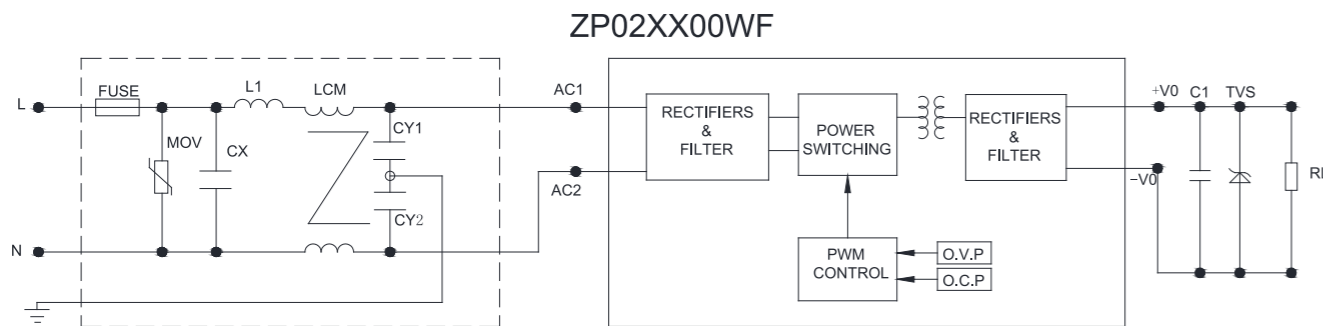 ZP02XX00WF
L
FUSE
L1
LCM
MOV
CX
CY1
CY2
N
AC1
AC2
RECTIFIERS
&
FILTER
POWER
SWITCHING
RECTIFIERS
&
FILTER
PWM
CONTROL
O.V.P
O.C.P
+V0
C1
TVS
−V0